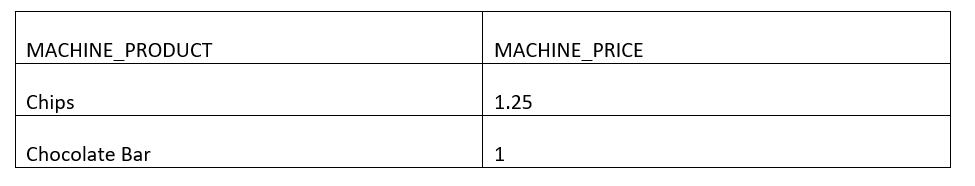 MACHINE_PRODUCT MACHINE_PRICE
Chips 1.25
Chocolate Bar 1